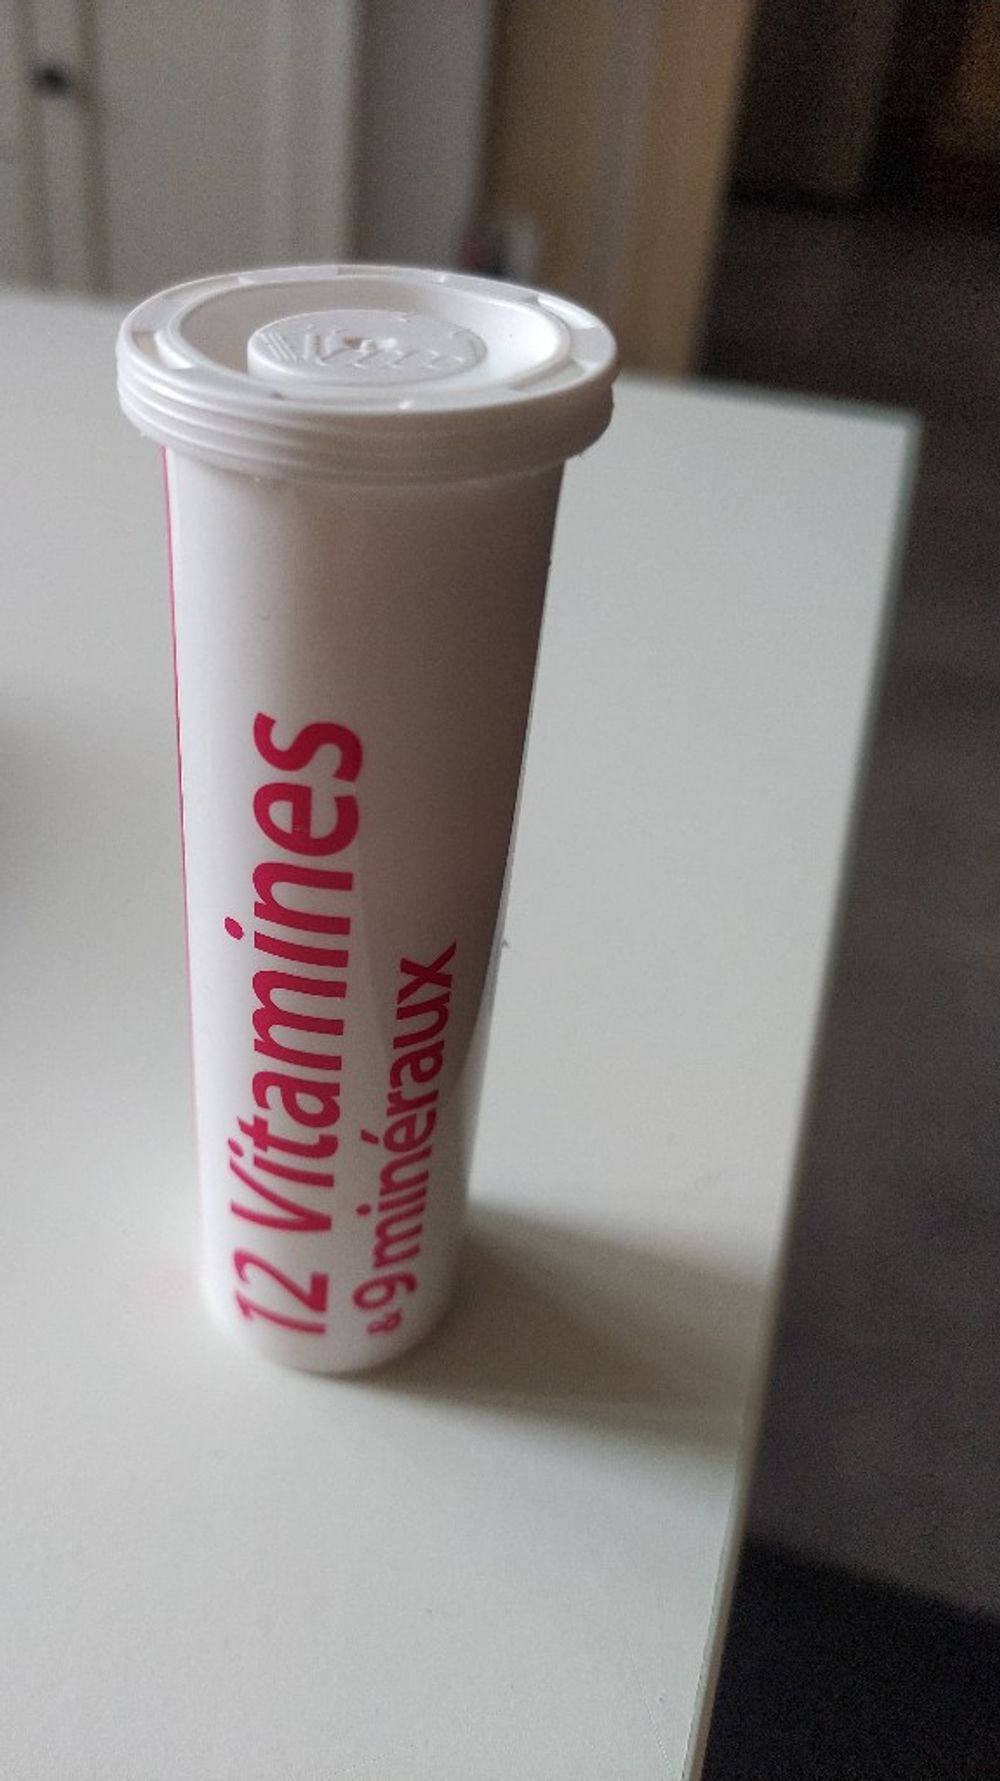 12 Vitamines
& 9 minéraux